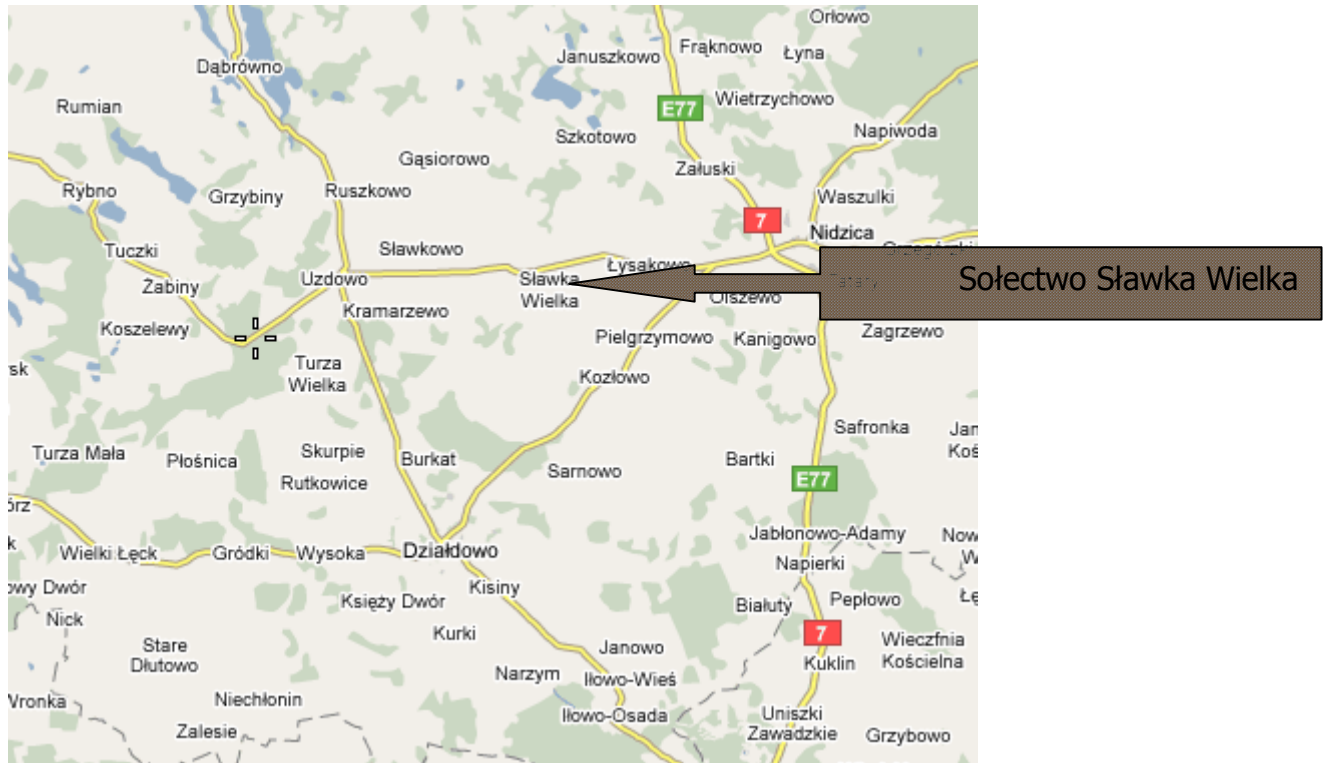 Orłowo
Frąknowo
Łyna
Januszkowo
Dąbrówno
Rumian
E77
Wietrzychowo
Szkotowo
Napiwoda
Gąsiorowo
Załuski
Rybno
Grzybiny
Ruszkowo
Waszulki
7
Nidzica
Tuczki
Sławkowo
Łysakowo
Sołectwo Sławka Wielka
Żabiny
Uzdowo
Sławka
Wielka
Olszewo
Kramarzewo
Koszelewy
Pielgrzymowo
Kanigowo
Zagrzewo
Turza
Wielka
Kozłowo
Safronka
Turza Mała
Płośnica
Skurpie
Burkat
Bartki
Rutkowice
Sarnowo
E77
Jabłonowo-Adamy
Wielki Łęck
Gródki
Wysoka
Działdowo
Napierki
Kisiny
Księży Dwór
Białuty
Pepłowo
Nick
Kurki
7
Stare
Dłutowo
Janowo
Kuklin
Wieczfnia
Kościelna
Narzym
Iłowo-Wieś
Niechłonin
Iłowo-Osada
Uniszki
Zawadzkie
Zalesie
Grzybowo